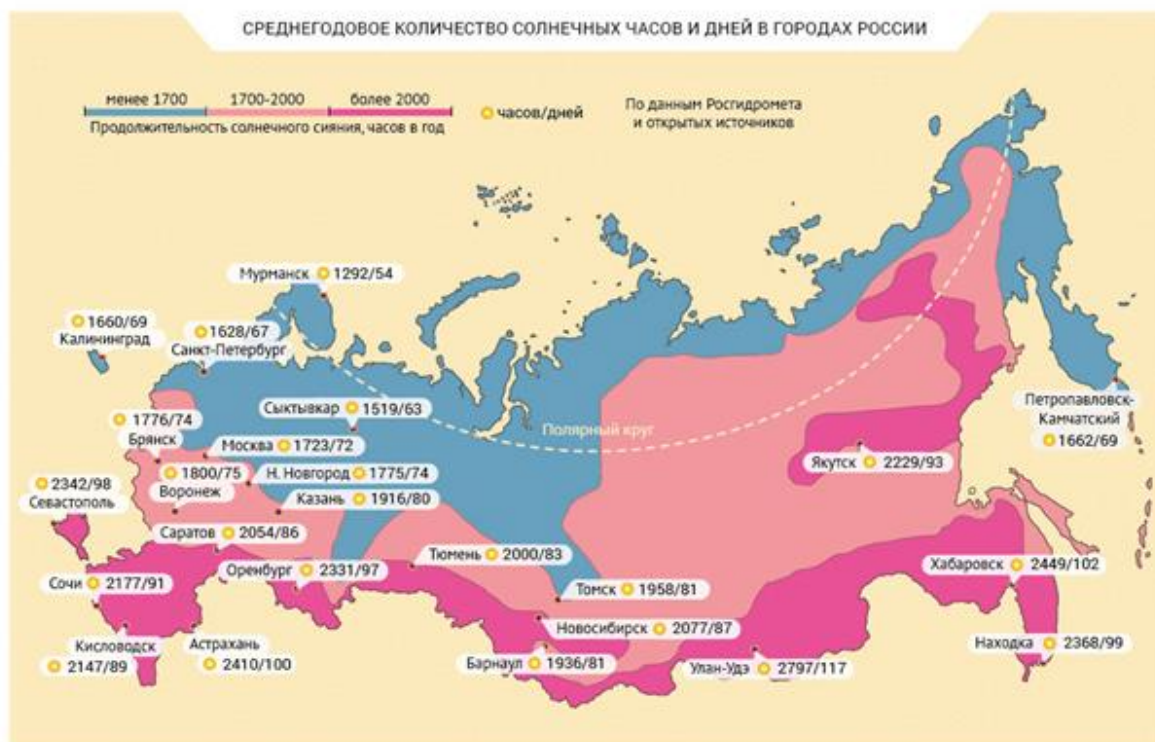 СРЕДНЕГОДОВОЕ КОЛИЧЕСТВО СОЛНЕЧНЫХ ЧАСОВ И ДНЕЙ В ГОРОДАХ РОССИИ
менее 1700 1700-2000 более 2000
Продолжительность солнечного сияния, часов в год
часов/дней
По данным Росгидромета
и открытых источников
Мурманск 1292/54
1660/69
Калининград
1628/67
Санкт-Петербург
Сыктывкар 1519/63
1776/74
Брянск
Москва 1723/72
1800/75
Воронеж
Н. Новгород 1775/74
Казань 1916/80
2342/98
Севастополь
Саратов 2054/86
Оренбург 2331/97
Тюмень 2000/83
Сочи 2177/91
Кисловодск
2147/89
Астрахань
2410/100
Полярный круг
Якутск 2229/93
Петропавловск-
Камчатский
1662/69
Томск 1958/81
Новосибирск 2077/87
Барнаул 1936/81
Улан-Удэ 2797/117
Хабаровск 2449/102
Находка 2368/99